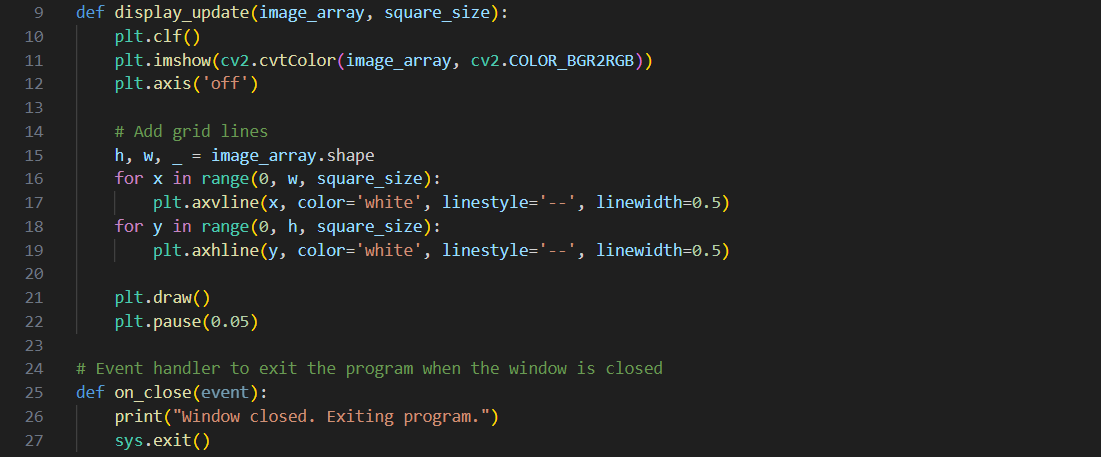 9 def display_update(image_array, square_size):
10     plt.clf()
11     plt.imshow(cv2.cvtColor(image_array, cv2.COLOR_BGR2RGB))
12     plt.axis('off')
13
14     # Add grid lines
15     h, w, _ = image_array.shape
16     for x in range(0, w, square_size):
17         plt.axvline(x, color='white', linestyle='--', linewidth=0.5)
18     for y in range(0, h, square_size):
19         plt.axhline(y, color='white', linestyle='--', linewidth=0.5)
20
21     plt.draw()
22     plt.pause(0.05)
23
24 # Event handler to exit the program when the window is closed
25 def on_close(event):
26     print("Window closed. Exiting program.")
27     sys.exit()